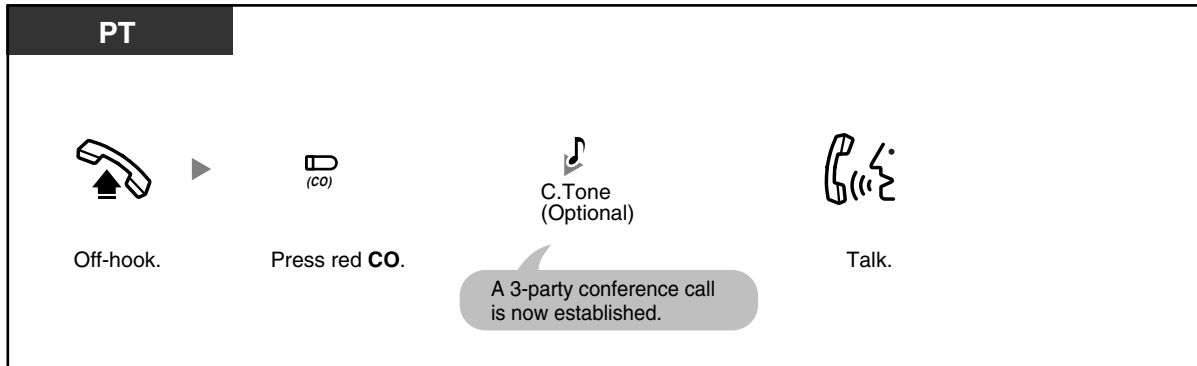 PT
(CO)
C.Tone
(Optional)
Off-hook.
Press red CO.
Talk.
A 3-party conference call
is now established.